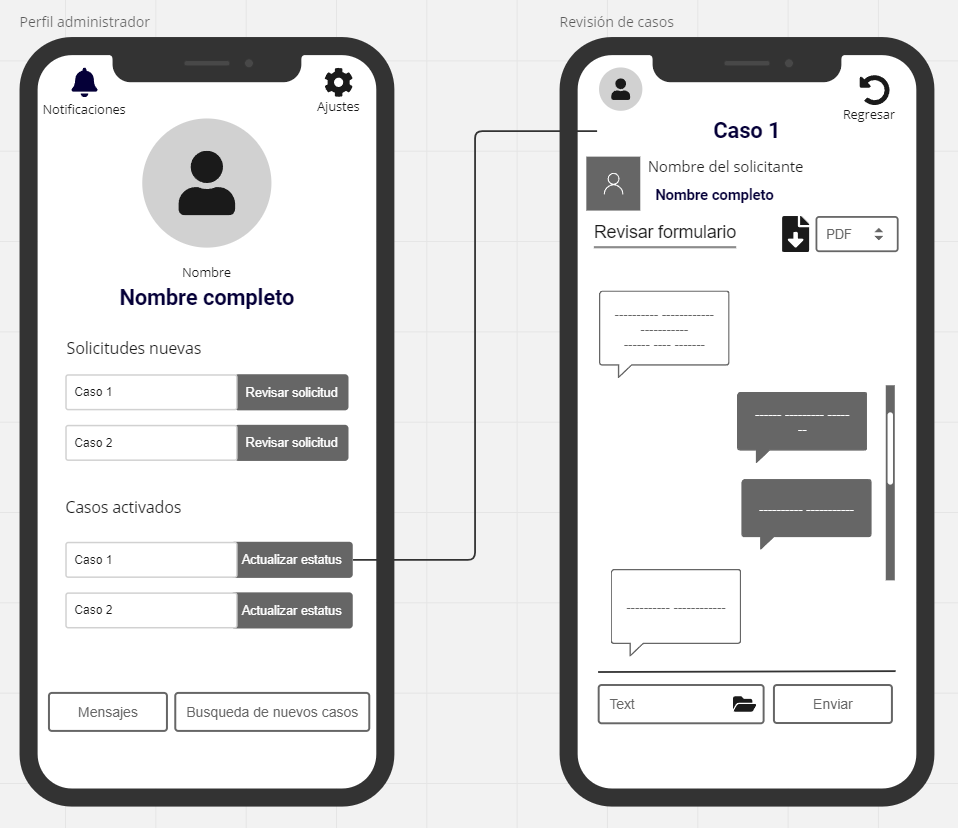 Perfil administrador
Notificaciones
Ajustes
Nombre
Nombre completo
Solicitudes nuevas
Caso 1
Revisar solicitud
Caso 2
Revisar solicitud
Casos activados
Caso 1
Actualizar estatus
Caso 2
Actualizar estatus
Mensajes
Busqueda de nuevos casos
Revisión de casos
Regresar
Caso 1
Nombre del solicitante
Nombre completo
Revisar formulario
PDF
Text
Enviar